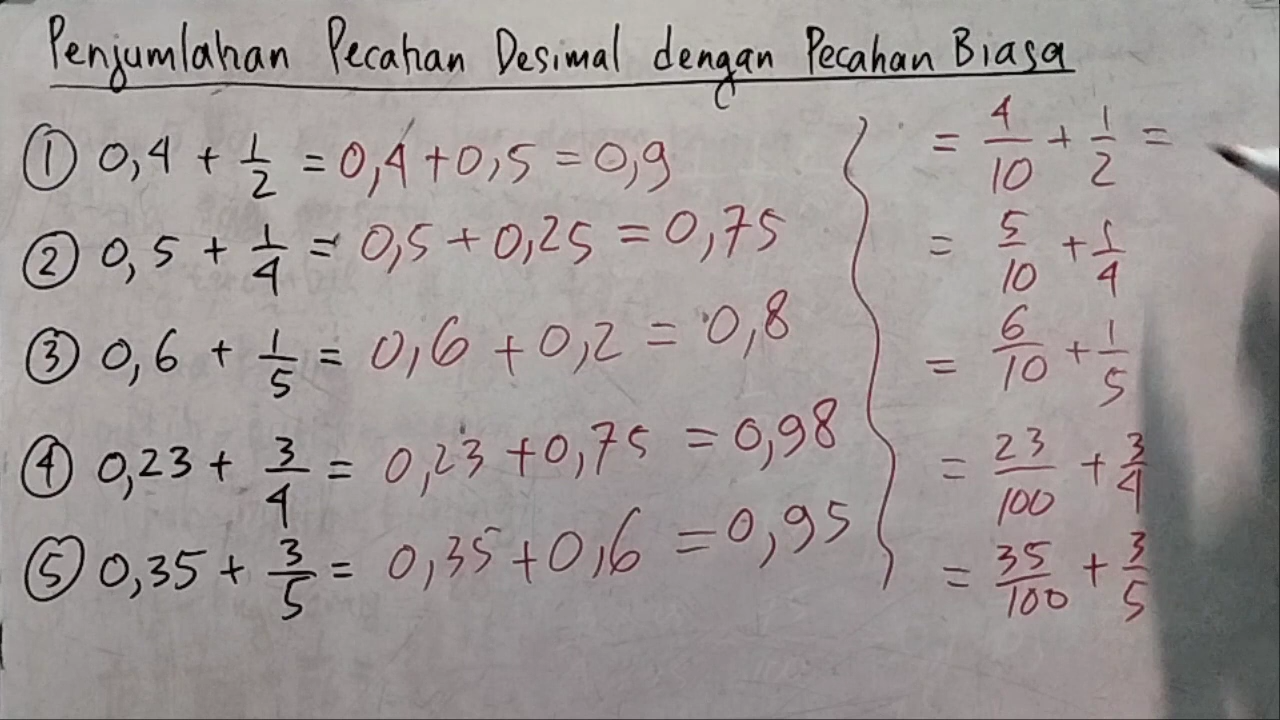 Penjumlahan Pecahan Desimal dengan Pecahan Biasa
① 0,4 + 1/2 = 0,4 + 0,5 = 0,9
② 0,5 + 1/4 = 0,5 + 0,25 = 0,75
③ 0,6 + 1/5 = 0,6 + 0,2 = 0,8
④ 0,23 + 3/4 = 0,23 + 0,75 = 0,98
⑤ 0,35 + 3/5 = 0,35 + 0,6 = 0,95
= 4/10 + 1/2 =
= 5/10 + 1/4
= 6/10 + 1/5
= 23/100 + 3/4
= 35/100 + 3/5